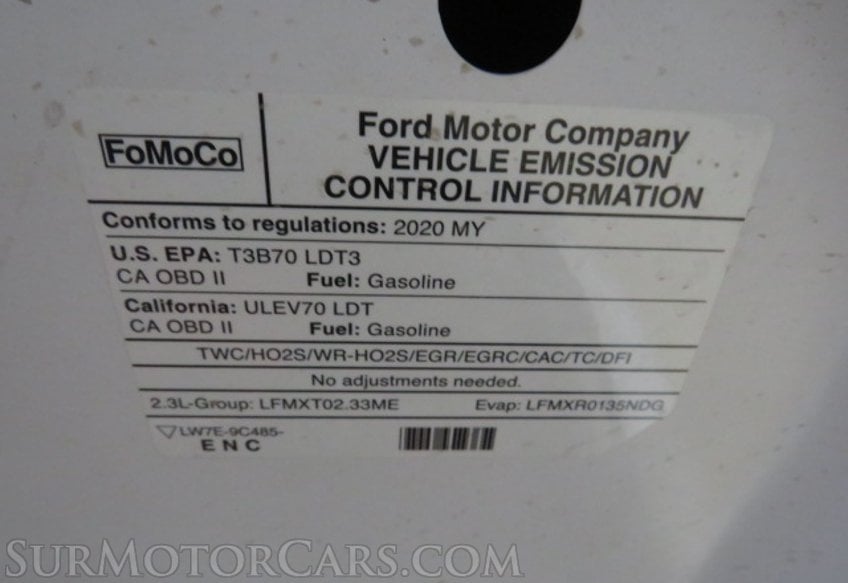 FoMoCo
Ford Motor Company
VEHICLE EMISSION
CONTROL INFORMATION
Conforms to regulations: 2020 MY
U.S. EPA: T3B70 LDT3
CA OBD II Fuel: Gasoline
California: ULEV70 LDT
CA OBD II Fuel: Gasoline
TWC/HO2S/WR-HO2S/EGR/EGRC/CAC/TC/DFI
No adjustments needed.
2.3L-Group: LFMXT02.33ME Evap: LFMXR0135NDG
LW7E-9C485-
ENC
SURMOTORCARS.COM